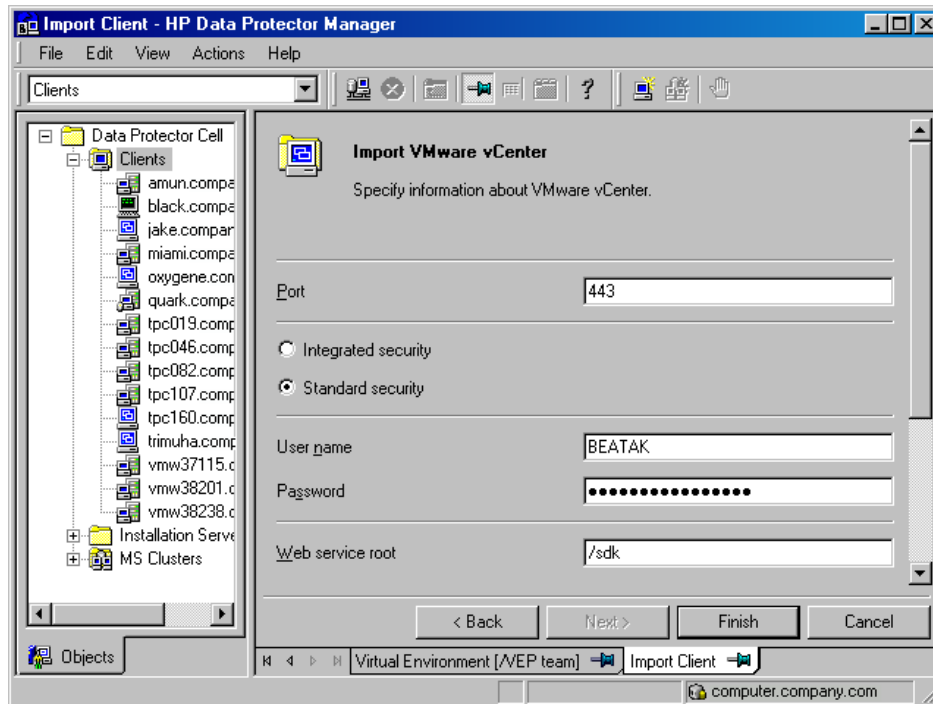 Import Client - HP Data Protector Manager
File Edit View Actions Help
Clients
Data Protector Cell
Clients
amun.compa
black.compa
jake.compar
miami.compa
oxygene.con
quark.compa
tpc019.comp
tpc046.comp
tpc082.comp
tpc107.comp
tpc160.comp
trimuha.comp
vmw37115.c
vmw38201.c
vmw38238.c
Installation Serve
MS Clusters
Objects
Import VMware vCenter
Specify information about VMware vCenter.
Port 443
Integrated security
Standard security
User name BEATAK
Password ●●●●●●●●●●●●●●●●
Web service root /sdk
< Back Next > Finish Cancel
Virtual Environment [/VEP team] Import Client
computer.company.com